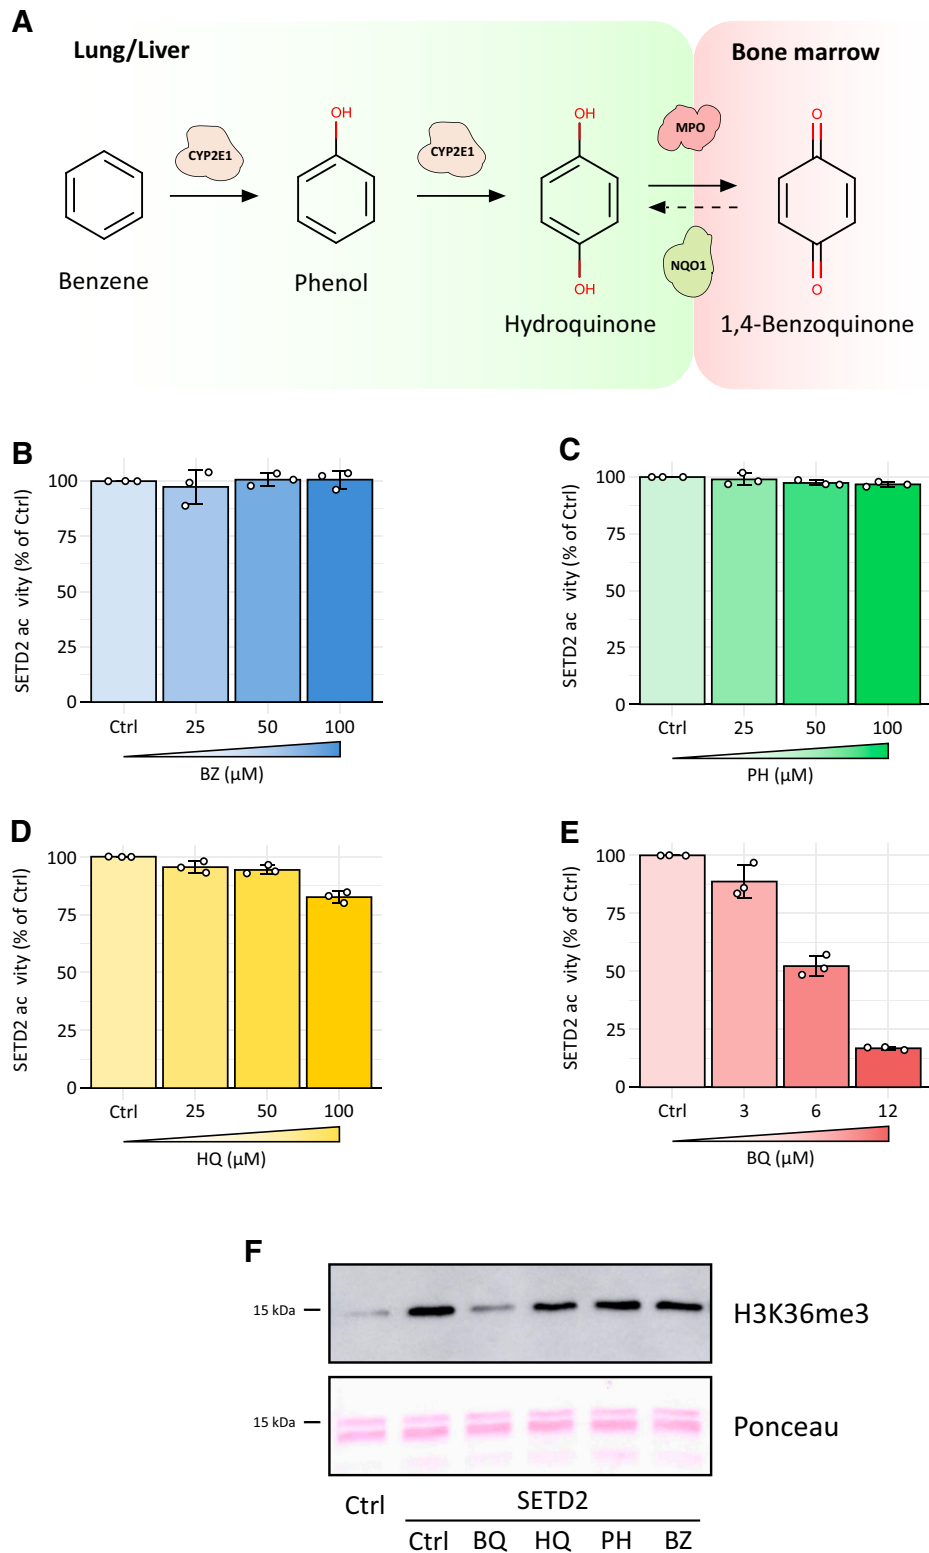 A
Lung/Liver
Bone marrow
OH
OH
O
CYP2E1
CYP2E1
MPO
NQO1
OH
O
Benzene
Phenol
Hydroquinone
1,4-Benzoquinone
B
SETD2 ac vity (% of Ctrl)
100
75
50
25
0
Ctrl 25 50 100
BZ (µM)
C
SETD2 ac vity (% of Ctrl)
100
75
50
25
0
Ctrl 25 50 100
PH (µM)
D
SETD2 ac vity (% of Ctrl)
100
75
50
25
0
Ctrl 25 50 100
HQ (µM)
E
SETD2 ac vity (% of Ctrl)
100
75
50
25
0
Ctrl 3 6 12
BQ (µM)
F
15 kDa
H3K36me3
15 kDa
Ponceau
Ctrl
SETD2
Ctrl BQ HQ PH BZ